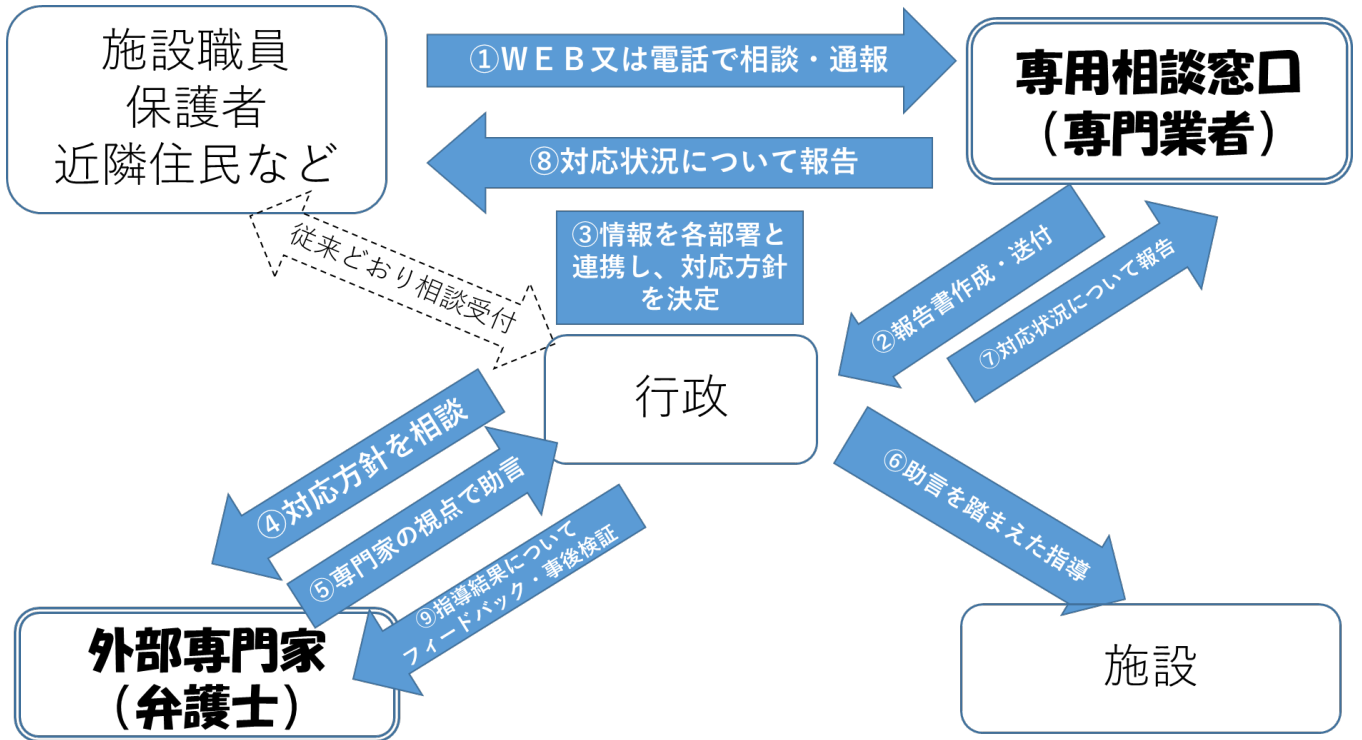 施設職員
保護者
近隣住民など
①ＷＥＢ又は電話で相談・通報
専用相談窓口
（専門業者）
⑧対応状況について報告
従来どおり相談受付
③情報を各部署と
連携し、対応方針
を決定
②報告書作成・送付
⑦対応状況について報告
行政
④対応方針を相談
⑤専門家の視点で助言
⑨指導結果について
フィードバック・事後検証
⑥助言を踏まえた指導
外部専門家
（弁護士）
施設